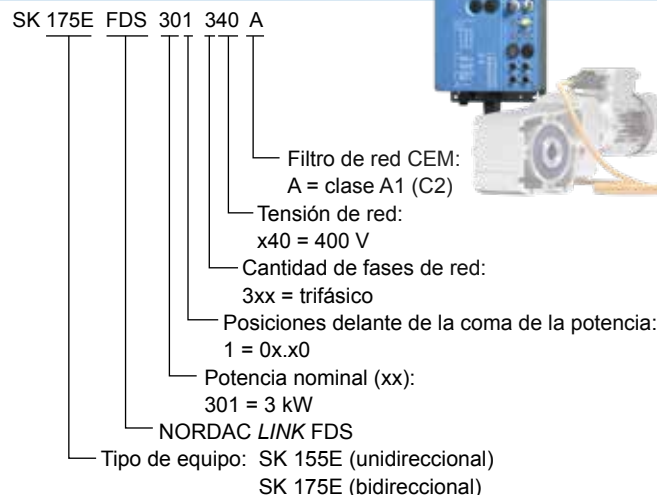 SK 175E FDS 301 340 A
Filtro de red CEM:
A = clase A1 (C2)
Tensión de red:
x40 = 400 V
Cantidad de fases de red:
3xx = trifásico
Posiciones delante de la coma de la potencia:
1 = 0x.x0
Potencia nominal (xx):
301 = 3 kW
NORDAC LINK FDS
Tipo de equipo: SK 155E (unidireccional)
SK 175E (bidireccional)